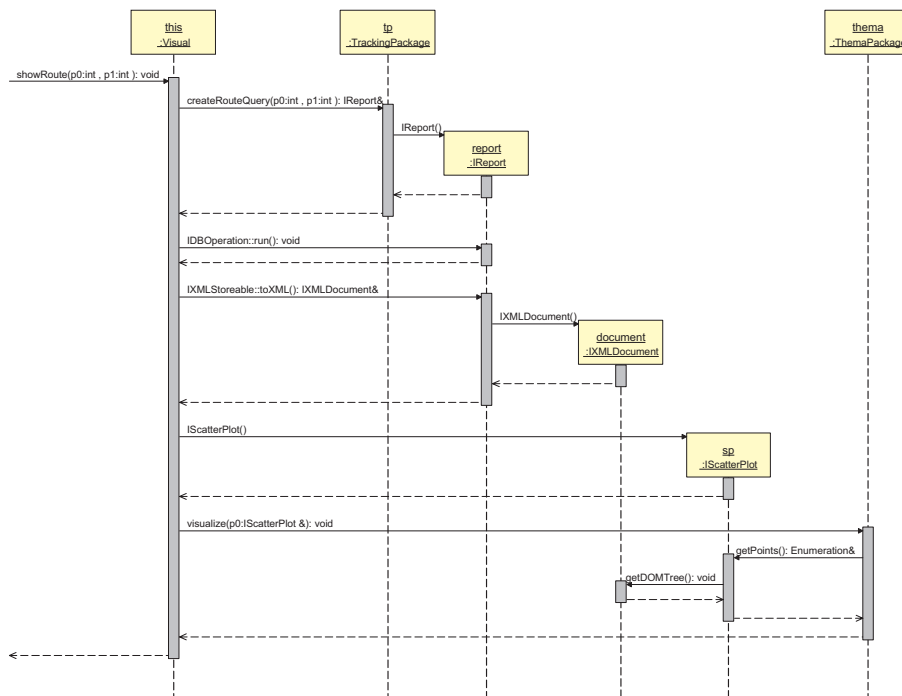 this
:Visual
tp
:TrackingPackage
thema
:ThemaPackage
showRoute(p0:int , p1:int ): void
createRouteQuery(p0:int , p1:int ): IReport&
IReport()
report
:IReport
IDBOperation::run(): void
IXMLStoreable::toXML(): IXMLDocument&
IXMLDocument()
document
:IXMLDocument
IScatterPlot()
sp
:IScatterPlot
visualize(p0:IScatterPlot &): void
getPoints(): Enumeration&
getDOMTree(): void